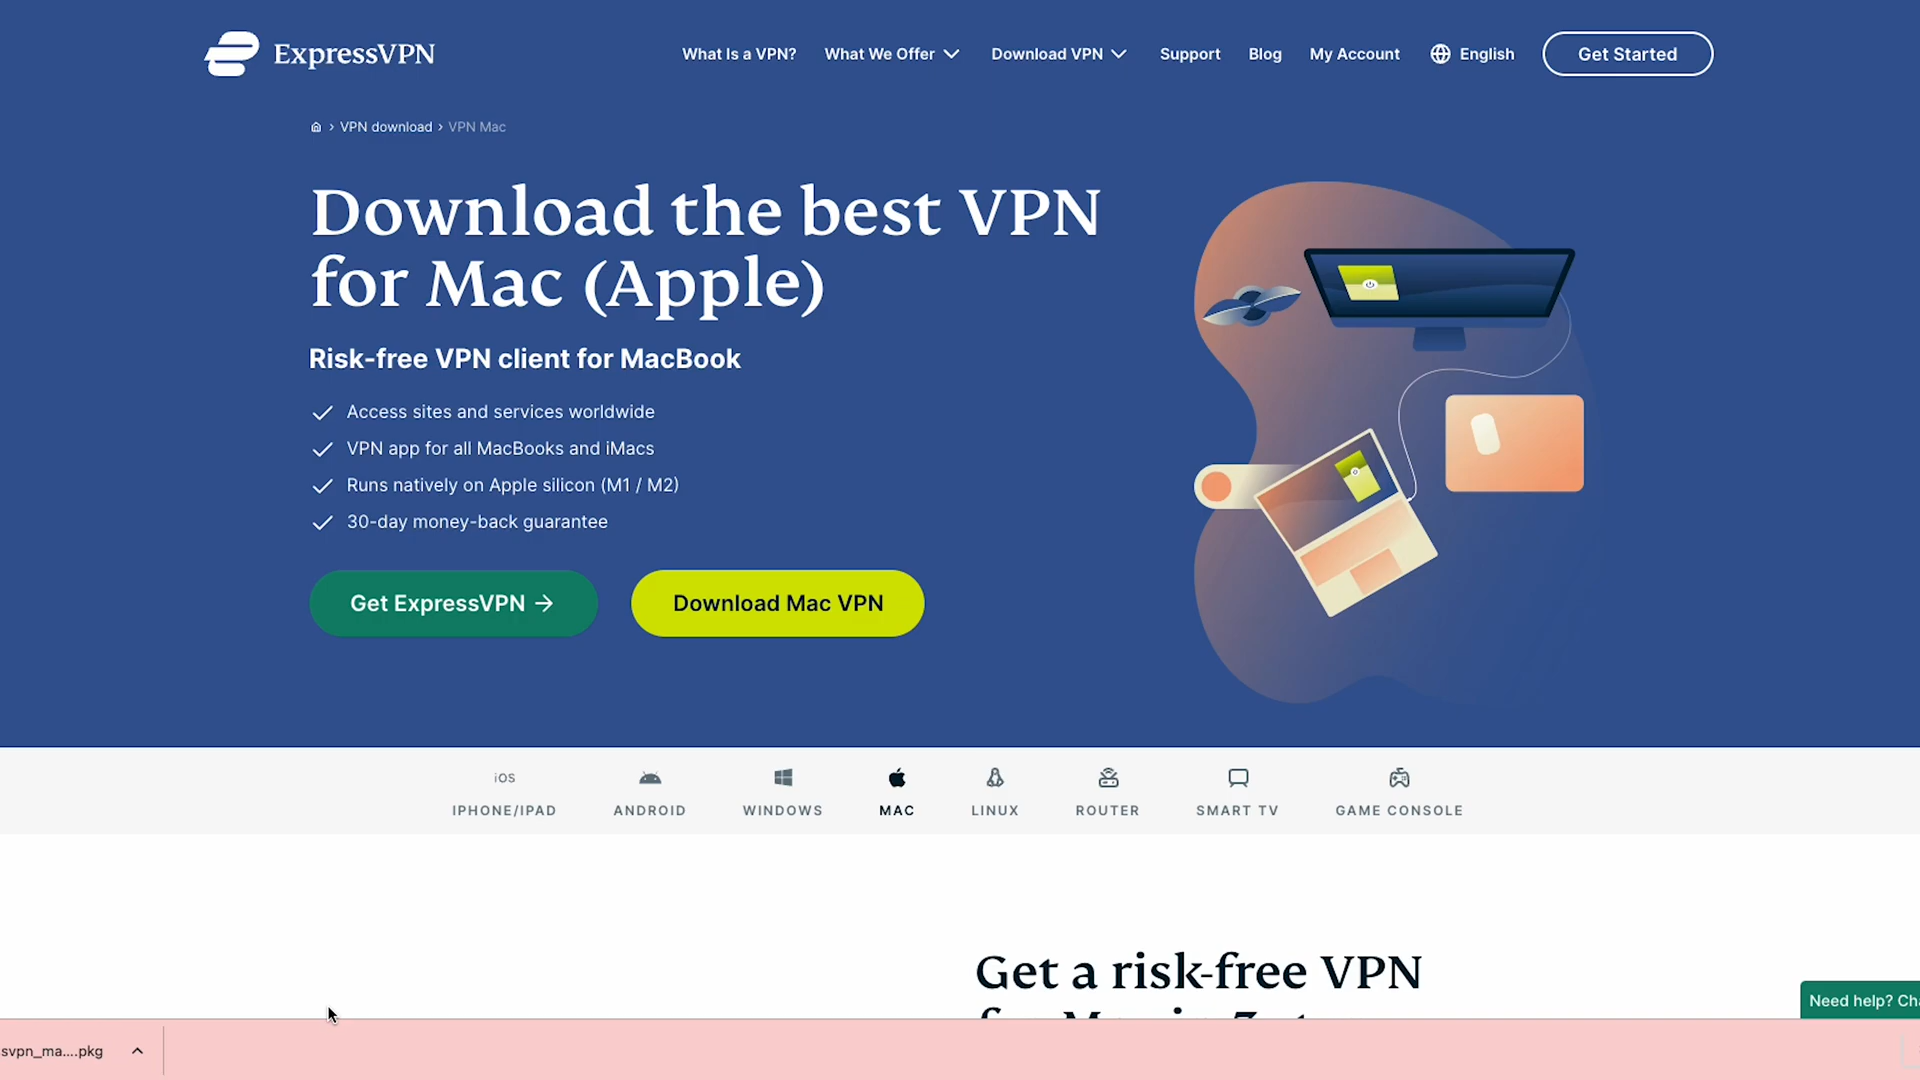 ExpressVPN
What Is a VPN?
What We Offer
Download VPN
Support
Blog
My Account
English
Get Started
› VPN download › VPN Mac
Download the best VPN
for Mac (Apple)
Risk-free VPN client for MacBook
Access sites and services worldwide
VPN app for all MacBooks and iMacs
Runs natively on Apple silicon (M1 / M2)
30-day money-back guarantee
Get ExpressVPN →
Download Mac VPN
iOS
IPHONE/IPAD
ANDROID
WINDOWS
MAC
LINUX
ROUTER
SMART TV
GAME CONSOLE
Get a risk-free VPN
Need help? Cha
svpn_ma....pkg